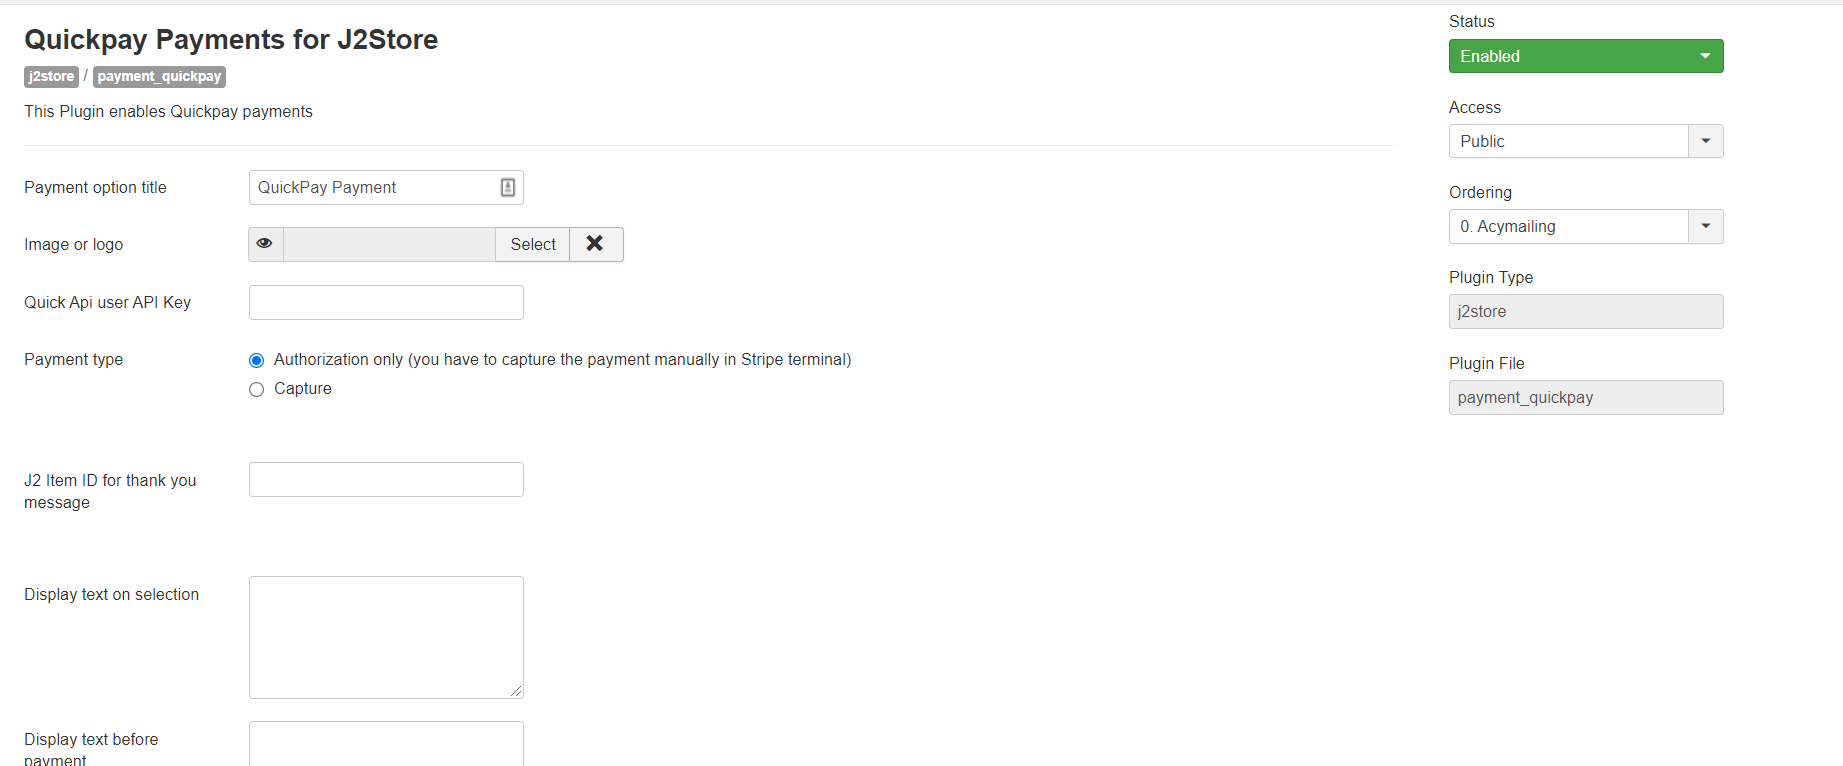 Quickpay Payments for J2Store
j2store / payment_quickpay
This Plugin enables Quickpay payments
Payment option title
QuickPay Payment
Image or logo
Select
Quick Api user API Key
Payment type
Authorization only (you have to capture the payment manually in Stripe terminal)
Capture
J2 Item ID for thank you
message
Display text on selection
Display text before
payment
Status
Enabled
Access
Public
Ordering
0. Acymailing
Plugin Type
j2store
Plugin File
payment_quickpay